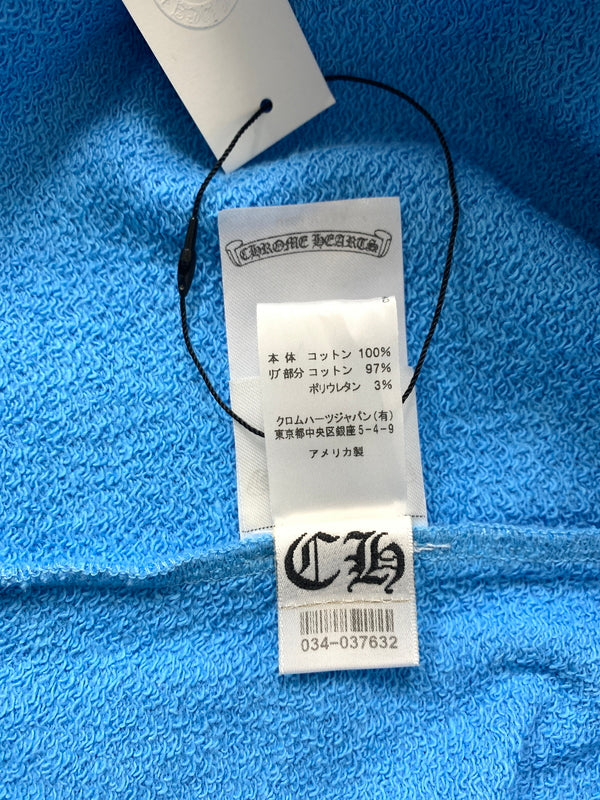 CHROME HEARTS
本体 コットン 100%
リブ部分 コットン 97%
ポリウレタン 3%
クロムハーツジャパン(有)
東京都中央区銀座5-4-9
アメリカ製
CH
034-037632